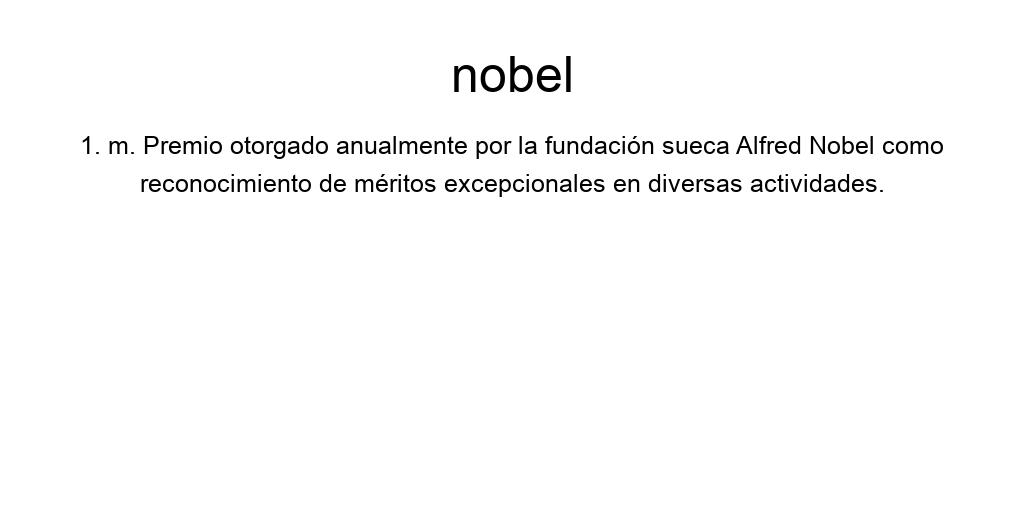 nobel
1. m. Premio otorgado anualmente por la fundación sueca Alfred Nobel como
reconocimiento de méritos excepcionales en diversas actividades.